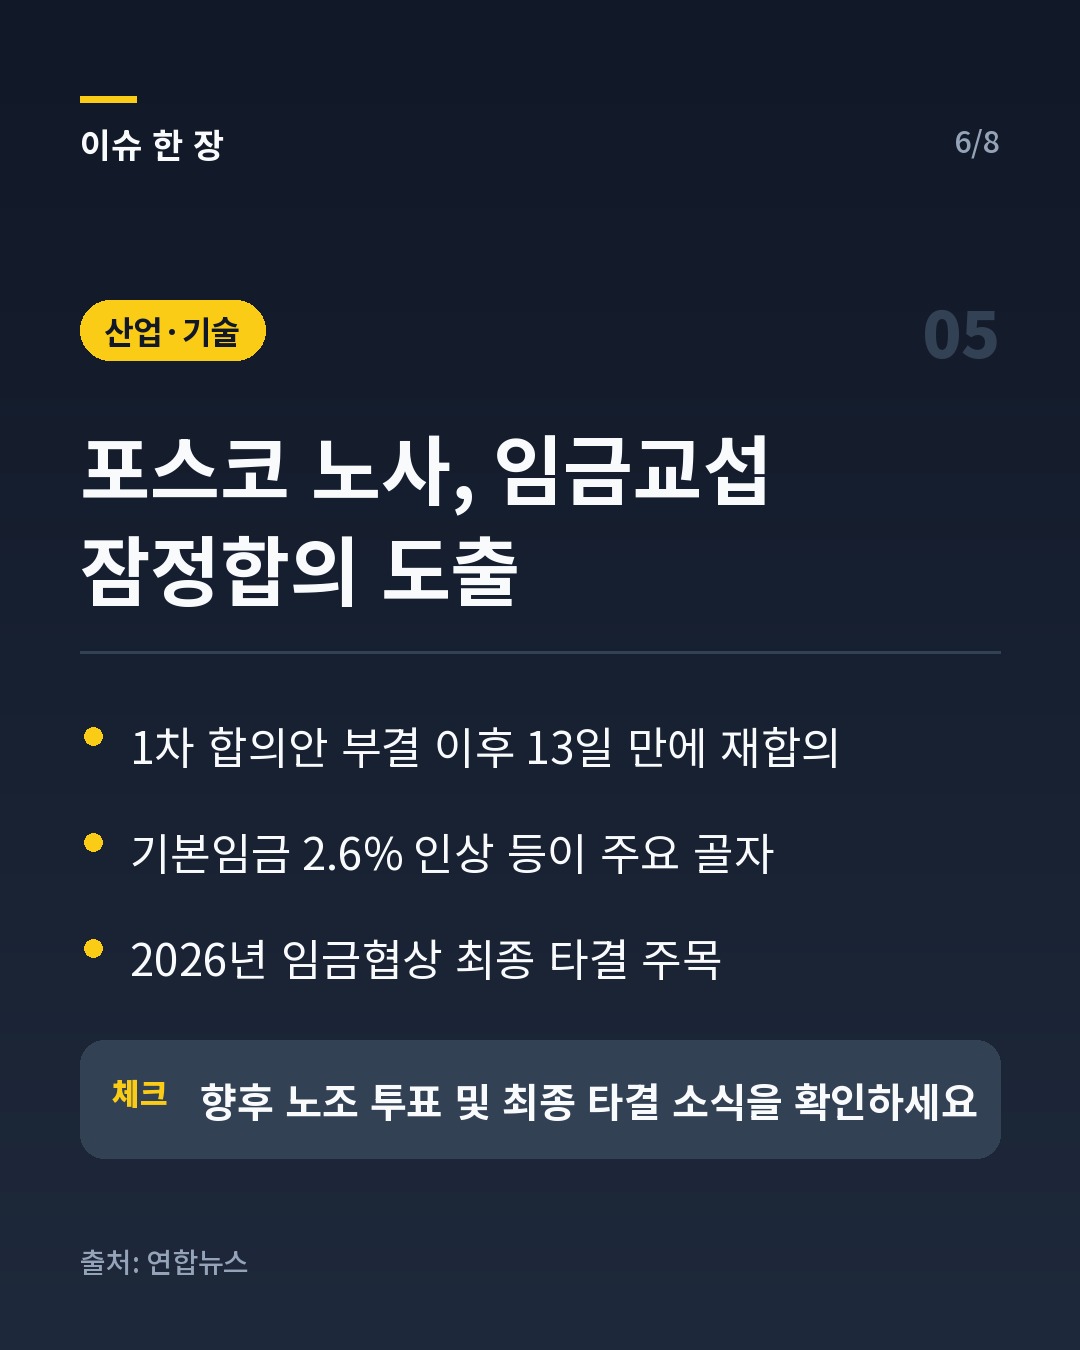 이슈 한 장
6/8
산업·기술
05
포스코 노사, 임금교섭
잠정합의 도출
1차 합의안 부결 이후 13일 만에 재합의
기본임금 2.6% 인상 등이 주요 골자
2026년 임금협상 최종 타결 주목
체크 향후 노조 투표 및 최종 타결 소식을 확인하세요
출처: 연합뉴스